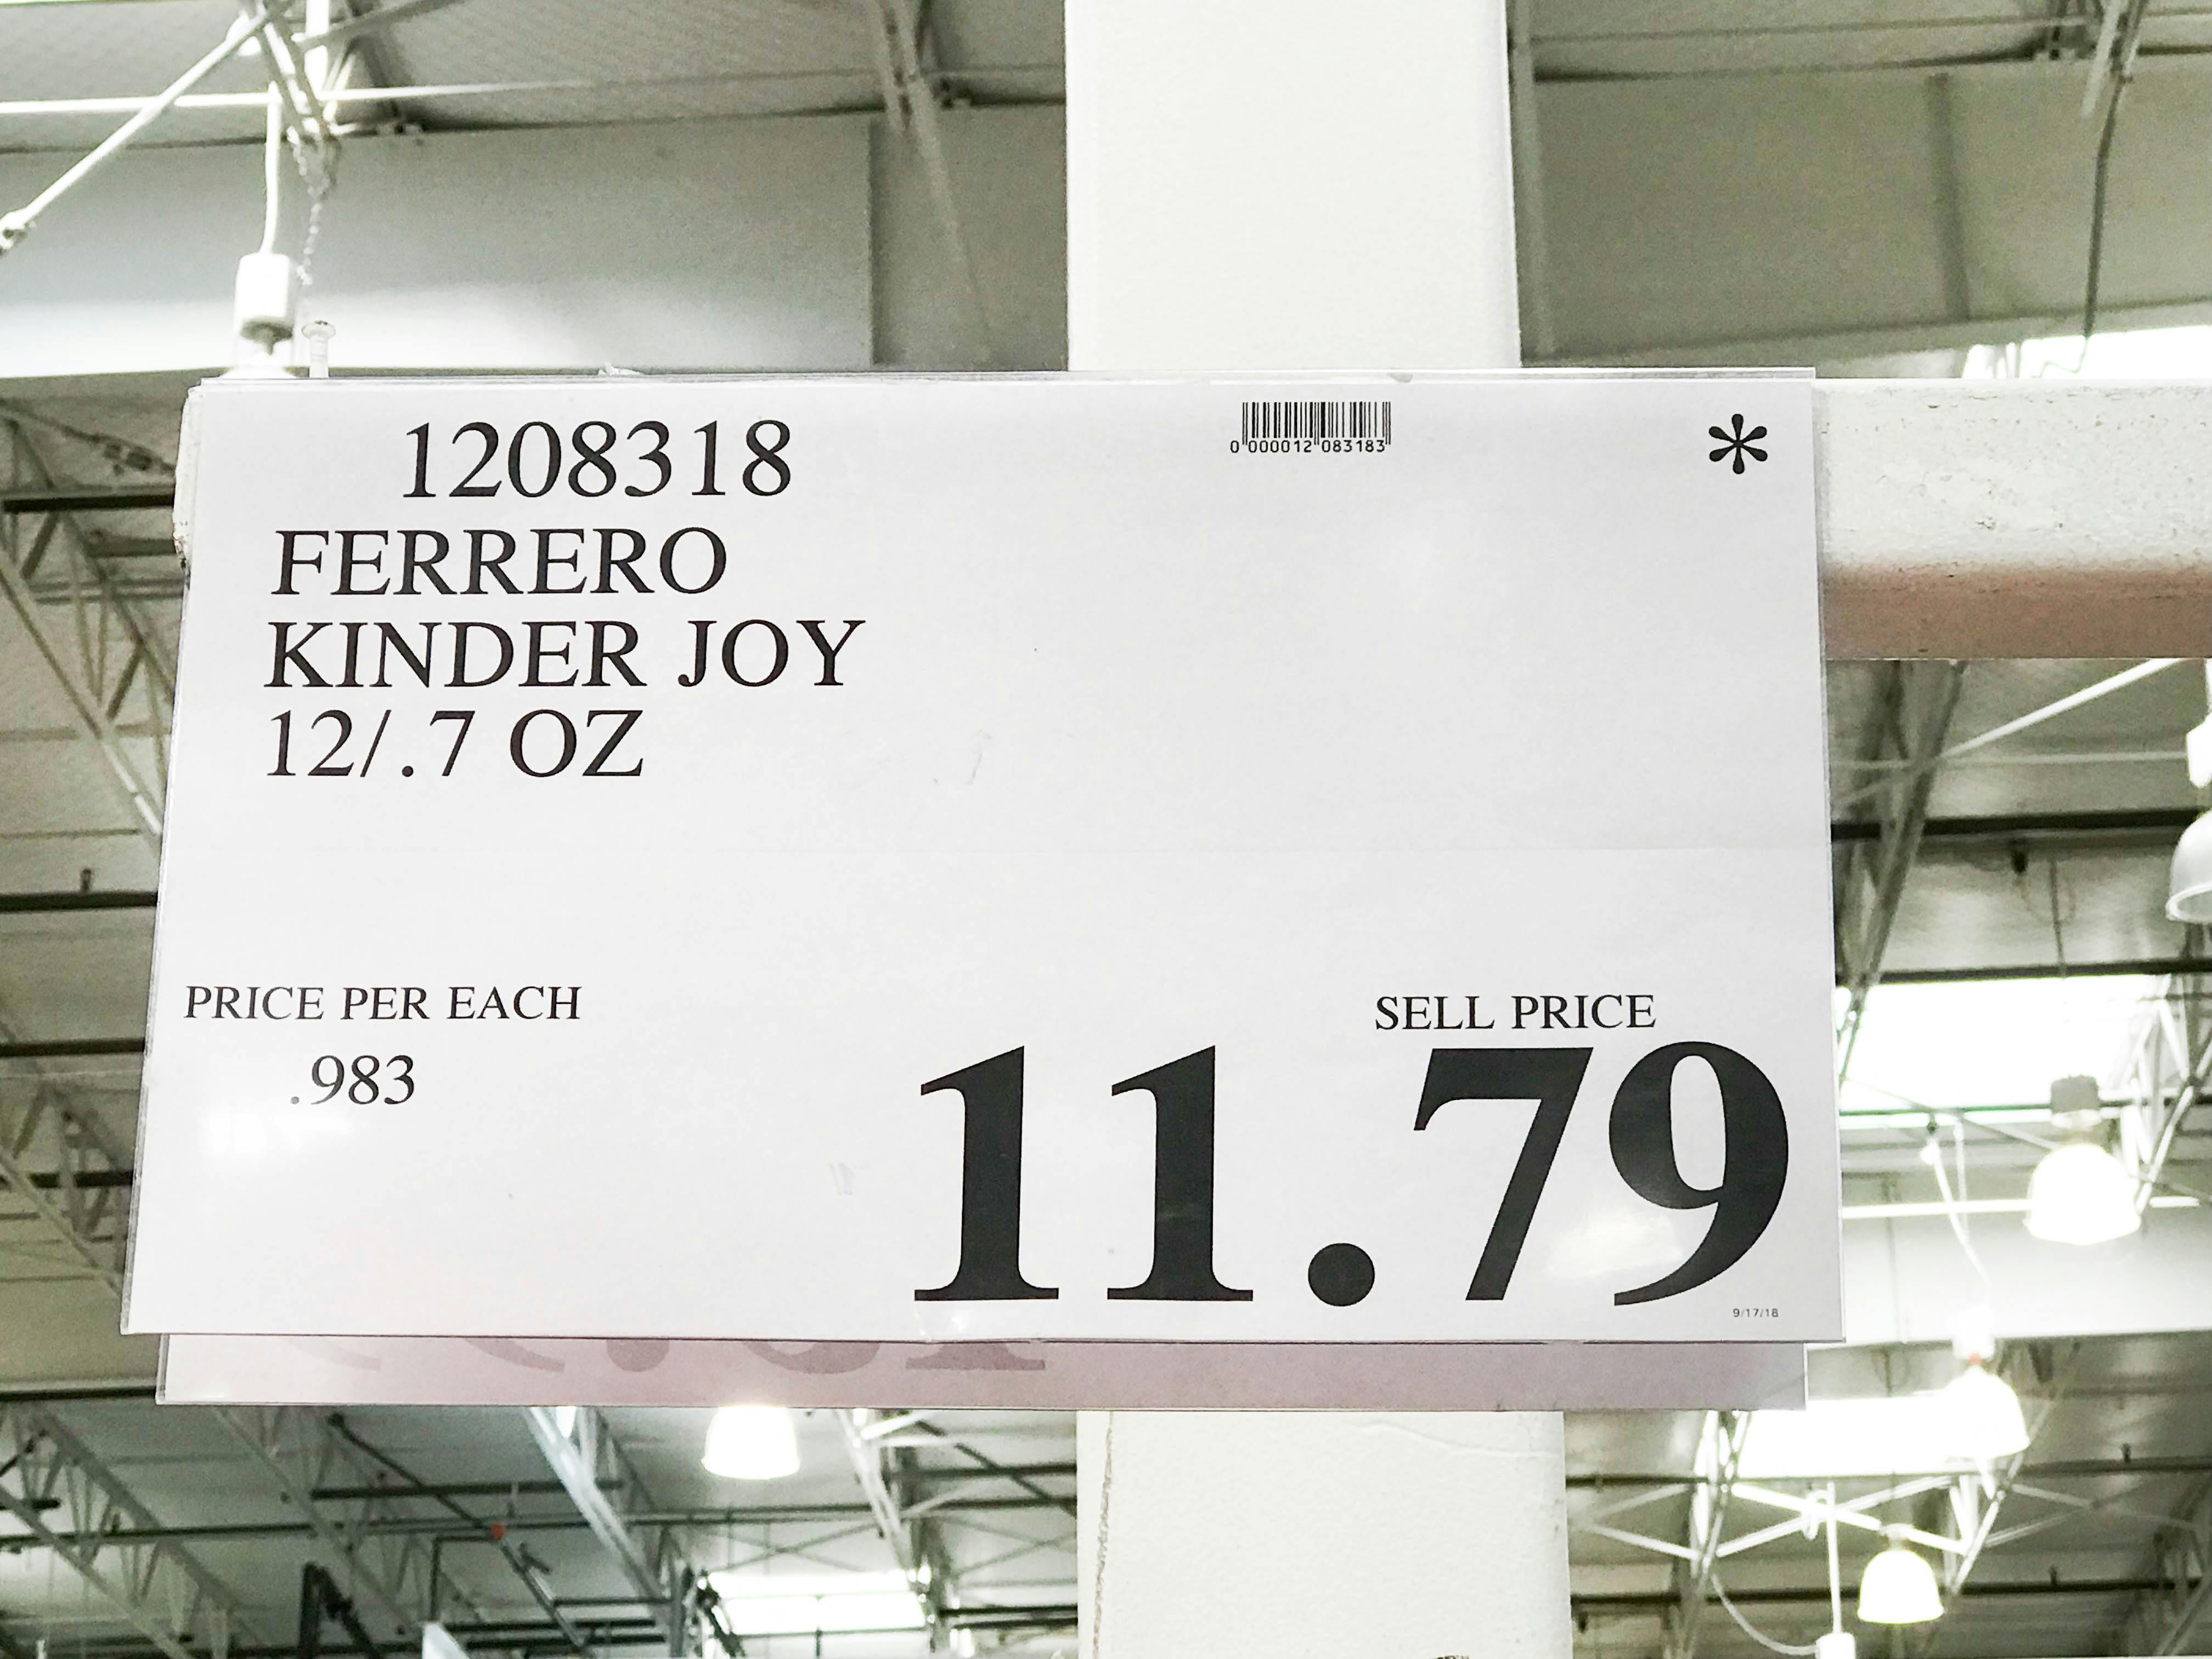 1208318
0 000012 083183
*
FERRERO
KINDER JOY
12/.7 OZ
PRICE PER EACH
.983
SELL PRICE
11.79
9/17/18